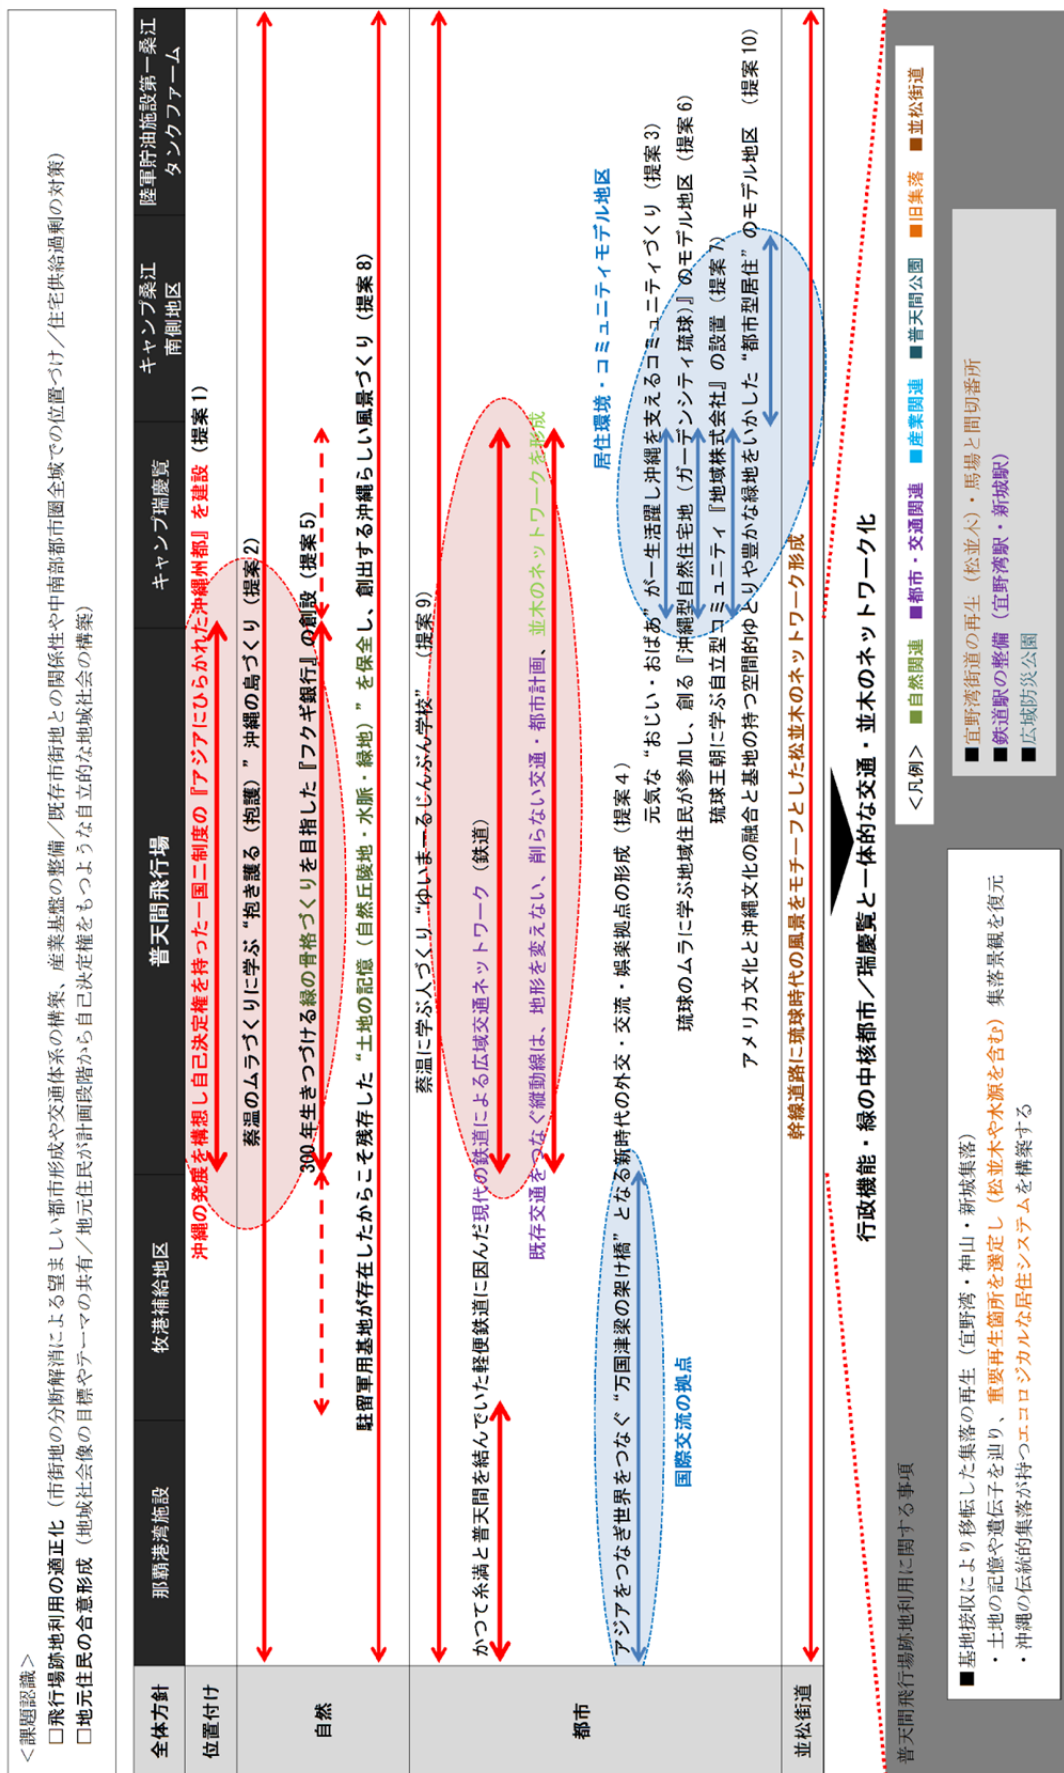 ＜課題認識＞
□飛行場跡地利用の適正化（市街地の分断解消による望ましい都市形成や交通体系の構築、産業基盤の整備／既存市街地との関係性や中南部都市圏全域での位置づけ／住宅供給過剰の対策）
□地元住民の合意形成（地域社会像の目標やテーマの共有／地元住民が計画段階から自己決定権をもつような自立的な地域社会の構築）
全体方針
那覇港湾施設
牧港補給地区
普天間飛行場
キャンプ瑞慶覧
キャンプ桑江
南側地区
陸軍貯油施設第一桑江
タンクファーム
位置付け
沖縄の発展を構想し自己決定権を持った一国二制度の『アジアにひらかれた沖縄州都』を建設（提案1）
自然
蔡温のムラづくりに学ぶ“抱き護る（抱護）”沖縄の島づくり（提案2）
300年生きつづける緑の骨格づくりを目指した『フクギ銀行』の創設（提案5）
駐留軍用基地が存在したからこそ残存した“土地の記憶（自然丘陵地・水脈・緑地）”を保全し、創出する沖縄らしい風景づくり（提案8）
都市
蔡温に学ぶ人づくり“ゆいまーるじんぶん学校”（提案9）
かつて糸満と普天間を結んでいた軽便鉄道に因んだ現代の鉄道による広域交通ネットワーク（鉄道）
既存交通をつなぐ縦動線は、地形を変えない、削らない交通・都市計画、並木のネットワークを形成
居住環境・コミュニティモデル地区
アジアをつなぎ世界をつなぐ“万国津梁の架け橋”となる新時代の外交・交流・娯楽拠点の形成（提案4）
元気な“おじい・おばあ”が一生活躍し沖縄を支えるコミュニティづくり（提案3）
国際交流の拠点
琉球のムラに学ぶ地域住民が参加し、創る『沖縄型自然住宅地（ガーデンシティ琉球）』のモデル地区（提案6）
琉球王朝に学ぶ自立型コミュニティ『地域株式会社』の設置（提案7）
アメリカ文化と沖縄文化の融合と基地の持つ空間的ゆとりや豊かな緑地をいかした“都市型居住”のモデル地区（提案10）
並松街道
幹線道路に琉球時代の風景をモチーフとした松並木のネットワーク形成
行政機能・緑の中核都市／瑞慶覧と一体的な交通・並木のネットワーク化
普天間飛行場跡地利用に関する事項
＜凡例＞ ■自然関連 ■都市・交通関連 ■産業関連 ■普天間公園 ■旧集落 ■並松街道
■基地接収により移転した集落の再生（宜野湾・神山・新城集落）
・土地の記憶や遺伝子を辿り、重要再生箇所を選定し（松並木や水源を含む）集落景観を復元
・沖縄の伝統的集落が持つエコロジカルな居住システムを構築する
■宜野湾街道の再生（松並木）・馬場と間切番所
■鉄道駅の整備（宜野湾駅・新城駅）
■広域防災公園